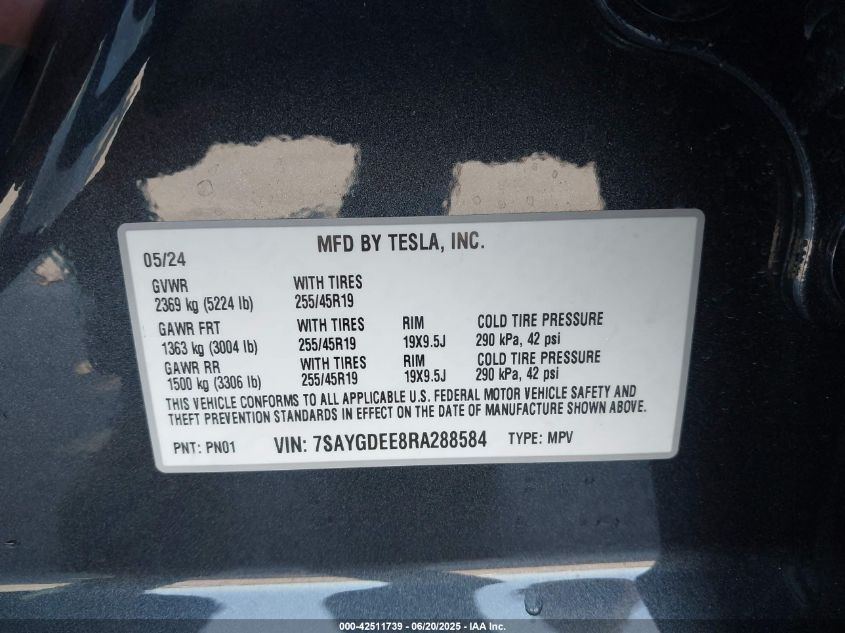 MFD BY TESLA, INC.
05/24
GVWR WITH TIRES
2369 kg (5224 lb) 255/45R19
GAWR FRT WITH TIRES RIM COLD TIRE PRESSURE
1363 kg (3004 lb) 255/45R19 19X9.5J 290 kPa, 42 psi
GAWR RR WITH TIRES RIM COLD TIRE PRESSURE
1500 kg (3306 lb) 255/45R19 19X9.5J 290 kPa, 42 psi
THIS VEHICLE CONFORMS TO ALL APPLICABLE U.S. FEDERAL MOTOR VEHICLE SAFETY AND
THEFT PREVENTION STANDARDS IN EFFECT ON THE DATE OF MANUFACTURE SHOWN ABOVE.
PNT: PN01 VIN: 7SAYGDEE8RA288584 TYPE: MPV
000-42511739 - 06/20/2025 - IAA Inc.